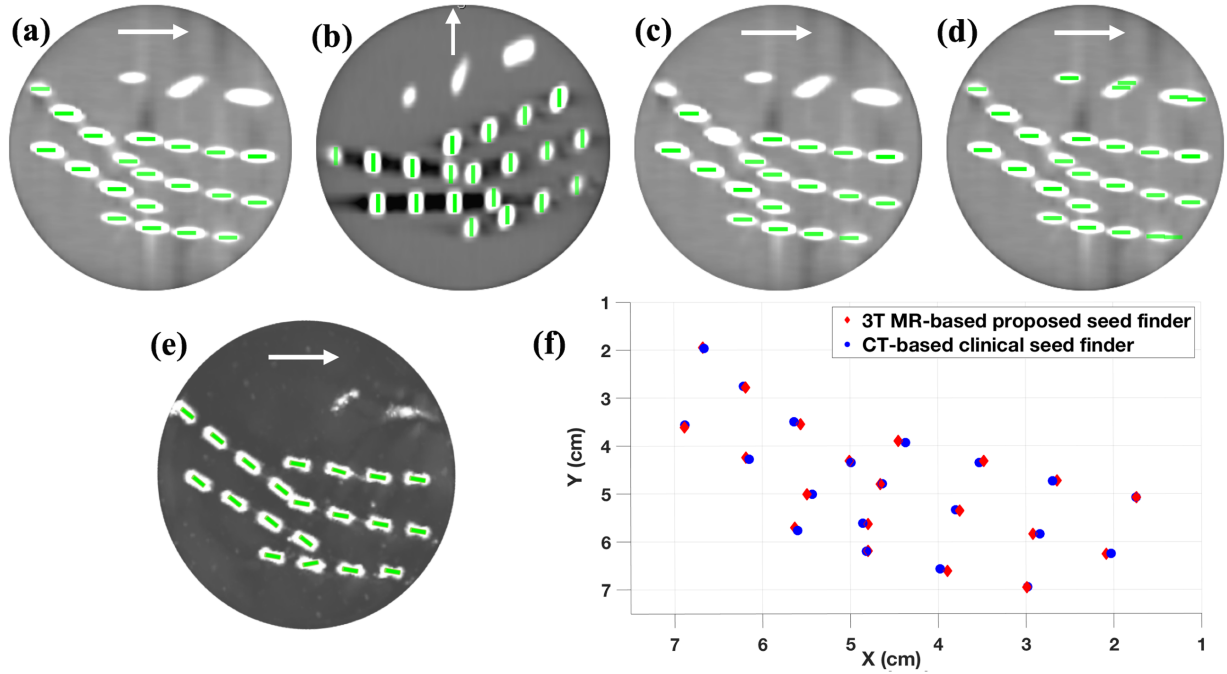 (a)
(b)
(c)
(d)
(e)
(f)
1
2
3
4
5
6
7
Y (cm)
3T MR-based proposed seed finder
CT-based clinical seed finder
7 6 5 4 3 2 1
X (cm)